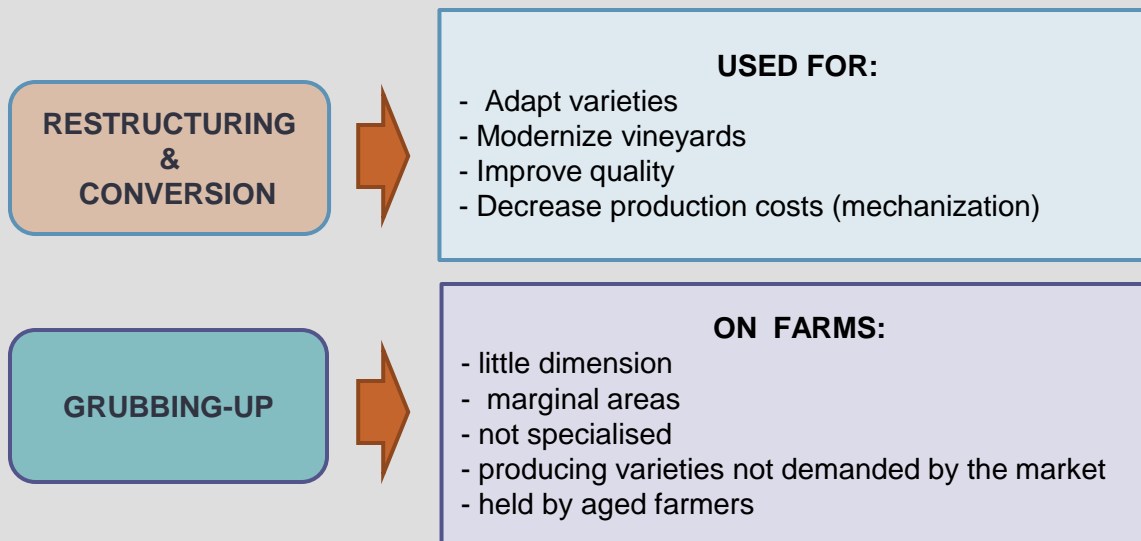 RESTRUCTURING
&
CONVERSION
USED FOR:
- Adapt varieties
- Modernize vineyards
- Improve quality
- Decrease production costs (mechanization)
GRUBBING-UP
ON FARMS:
- little dimension
- marginal areas
- not specialised
- producing varieties not demanded by the market
- held by aged farmers